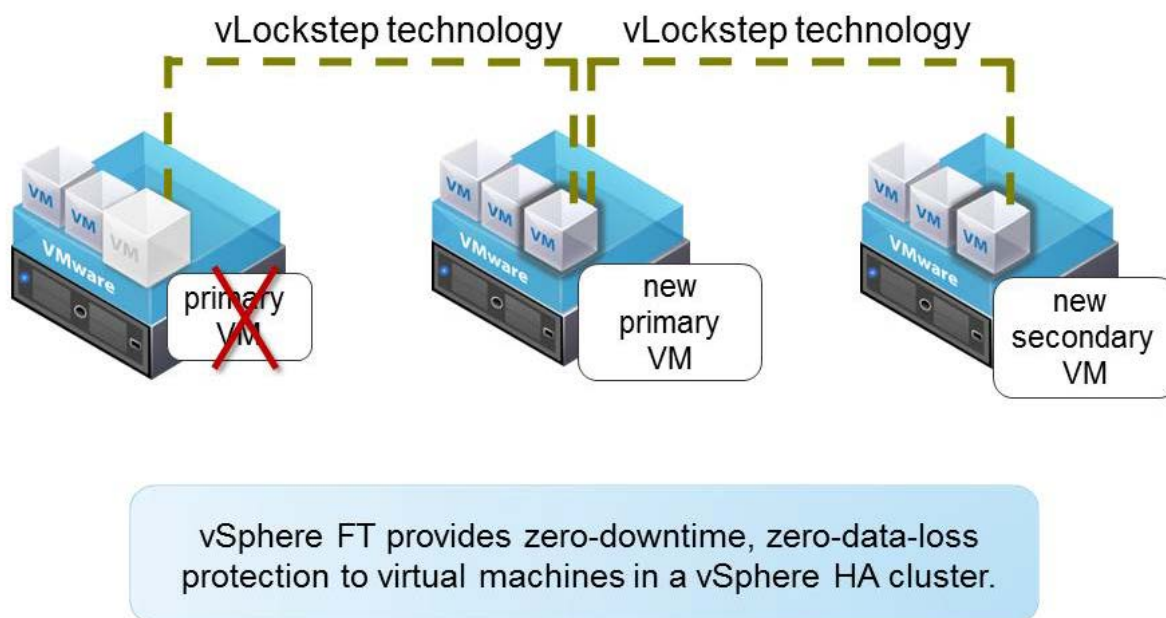 vLockstep technology
vLockstep technology
VM
VM
VM
VMware
primary
VM
VM
VM
VM
VMware
new
primary
VM
VM
VM
VM
VMware
new
secondary
VM
vSphere FT provides zero-downtime, zero-data-loss
protection to virtual machines in a vSphere HA cluster.